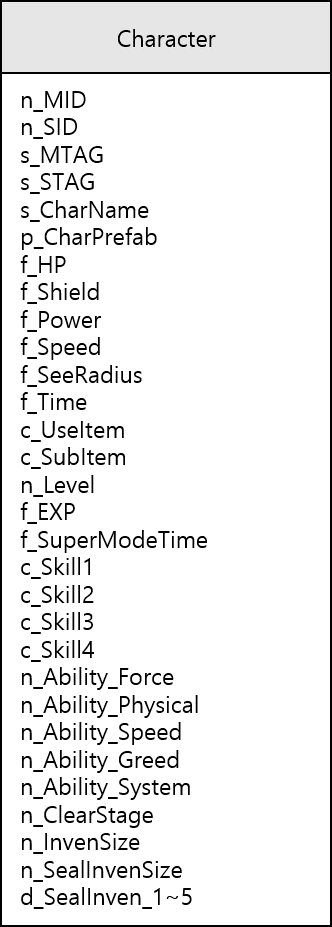 Character
n_MID
n_SID
s_MTAG
s_STAG
s_CharName
p_CharPrefab
f_HP
f_Shield
f_Power
f_Speed
f_SeeRadius
f_Time
c_UseItem
c_SubItem
n_Level
f_EXP
f_SuperModeTime
c_Skill1
c_Skill2
c_Skill3
c_Skill4
n_Ability_Force
n_Ability_Physical
n_Ability_Speed
n_Ability_Greed
n_Ability_System
n_ClearStage
n_InvenSize
n_SealInvenSize
d_SealInven_1~5